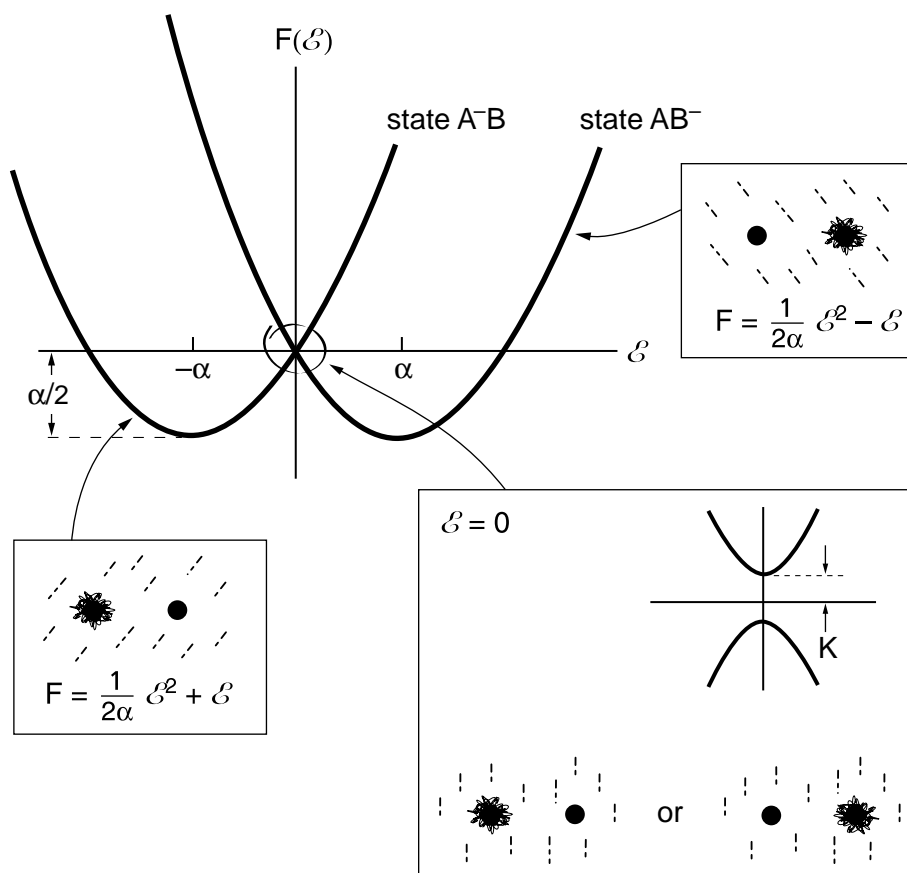 F(ℰ)
state A⁻B
state AB⁻
F = 1/2α ℰ² – ℰ
ℰ
–α
α
α/2
ℰ = 0
K
F = 1/2α ℰ² + ℰ
or